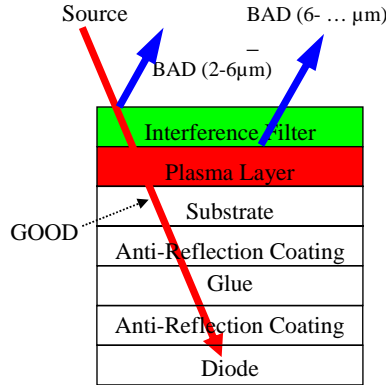 Source
BAD (6- … µm)
BAD (2-6µm)
Interference Filter
Plasma Layer
Substrate
GOOD
Anti-Reflection Coating
Glue
Anti-Reflection Coating
Diode